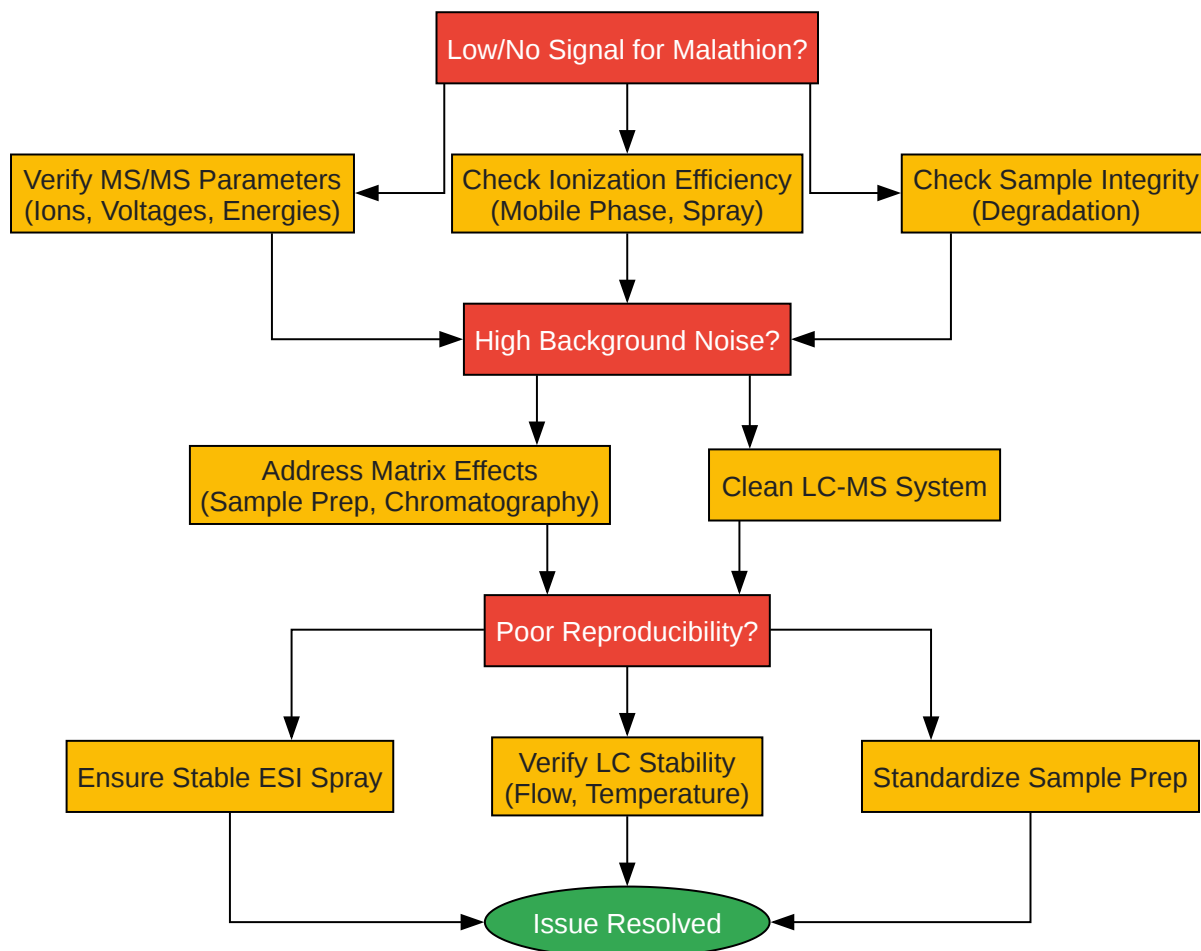 Low/No Signal for Malathion?
Verify MS/MS Parameters
(Ions, Voltages, Energies)
Check Ionization Efficiency
(Mobile Phase, Spray)
Check Sample Integrity
(Degradation)
High Background Noise?
Address Matrix Effects
(Sample Prep, Chromatography)
Clean LC-MS System
Poor Reproducibility?
Ensure Stable ESI Spray
Verify LC Stability
(Flow, Temperature)
Standardize Sample Prep
Issue Resolved